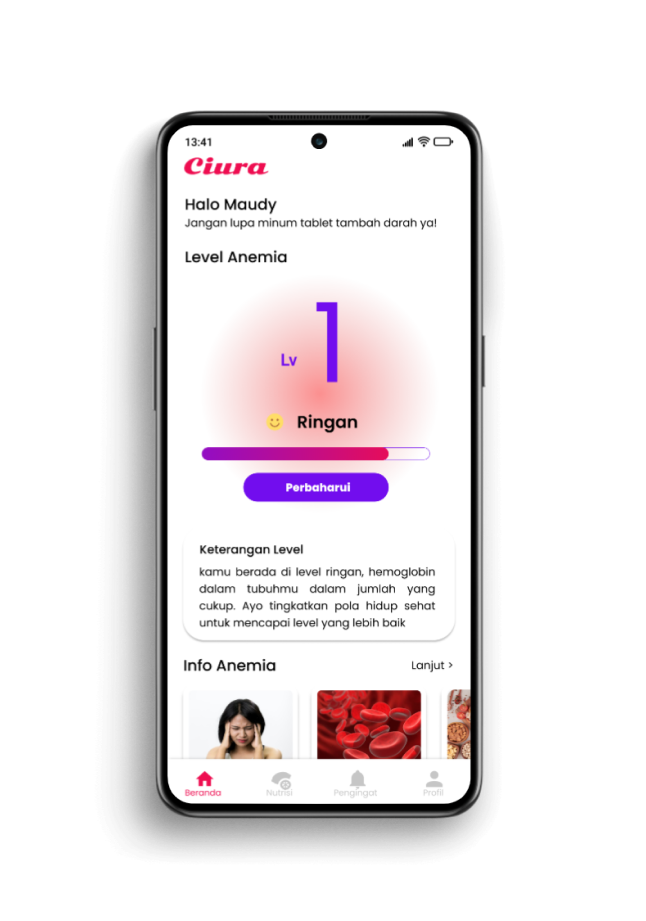 13:41
Ciura
Halo Maudy
Jangan lupa minum tablet tambah darah ya!
Level Anemia
Lv 1
Ringan
Perbaharui
Keterangan Level
kamu berada di level ringan, hemoglobin
dalam tubuhmu dalam jumlah yang
cukup. Ayo tingkatkan pola hidup sehat
untuk mencapai level yang lebih baik
Info Anemia
Lanjut >
Beranda
Nutrisi
Pengingat
Profil